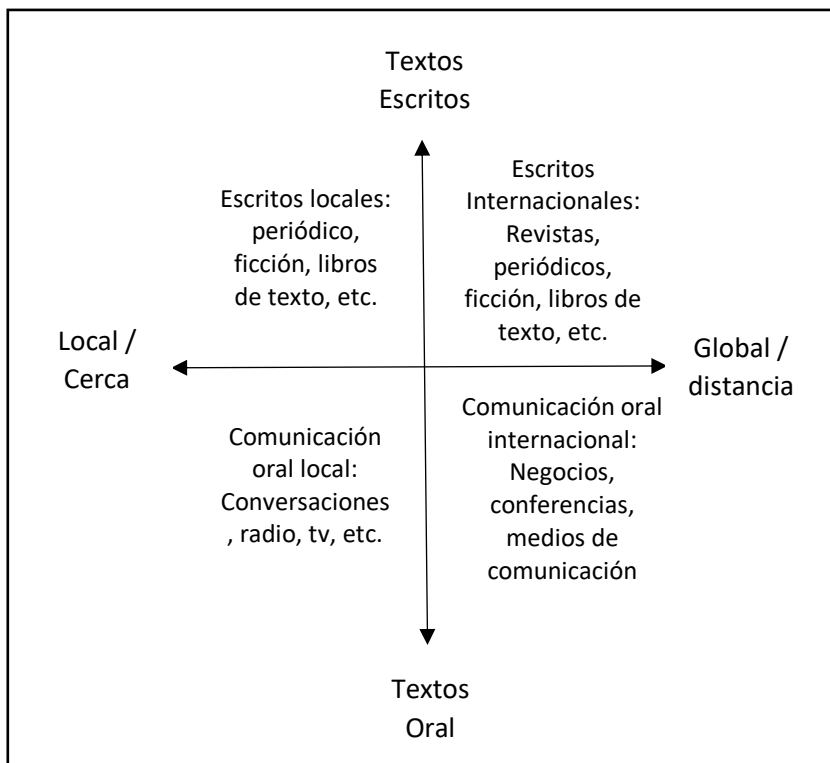 Textos
Escritos
Escritos locales:
periódico,
ficción, libros
de texto, etc.
Escritos
Internacionales:
Revistas,
periódicos,
ficción, libros de
texto, etc.
Local /
Cerca
Global /
distancia
Comunicación
oral local:
Conversaciones
, radio, tv, etc.
Comunicación oral
internacional:
Negocios,
conferencias,
medios de
comunicación
Textos
Oral